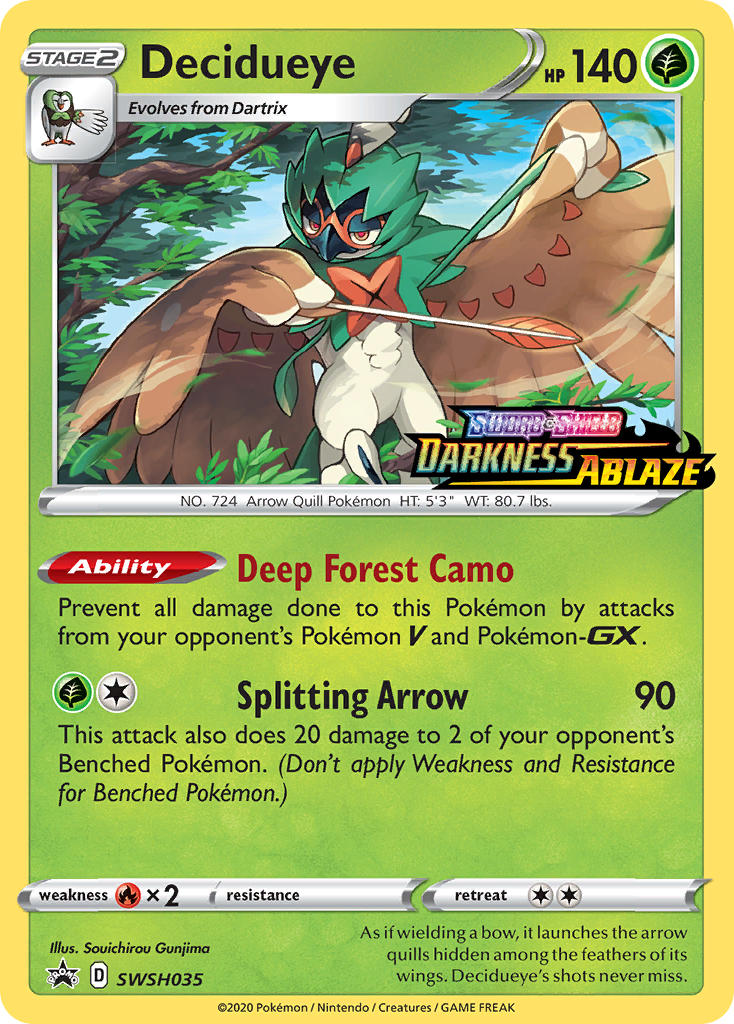 STAGE 2
Decidueye
HP 140
Evolves from Dartrix
SWORD & SHIELD
DARKNESS ABLAZE
NO. 724 Arrow Quill Pokémon HT: 5'3" WT: 80.7 lbs.
Ability Deep Forest Camo
Prevent all damage done to this Pokémon by attacks
from your opponent's Pokémon V and Pokémon-GX.
Splitting Arrow 90
This attack also does 20 damage to 2 of your opponent's
Benched Pokémon. (Don't apply Weakness and Resistance
for Benched Pokémon.)
weakness ×2 resistance retreat
Illus. Souichirou Gunjima
As if wielding a bow, it launches the arrow
quills hidden among the feathers of its
wings. Decidueye's shots never miss.
PROMO D SWSH035
©2020 Pokémon / Nintendo / Creatures / GAME FREAK